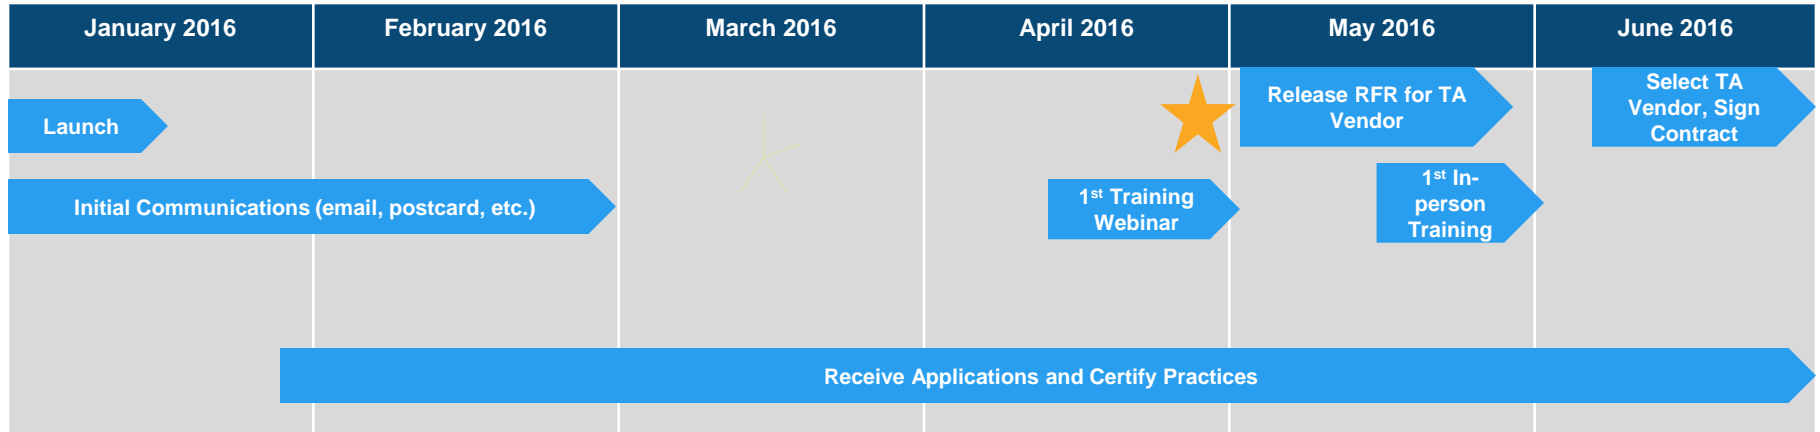 January 2016
February 2016
March 2016
April 2016
May 2016
June 2016
Launch
Release RFR for TA
Vendor
Select TA
Vendor, Sign
Contract
Initial Communications (email, postcard, etc.)
1st Training
Webinar
1st In-
person
Training
Receive Applications and Certify Practices